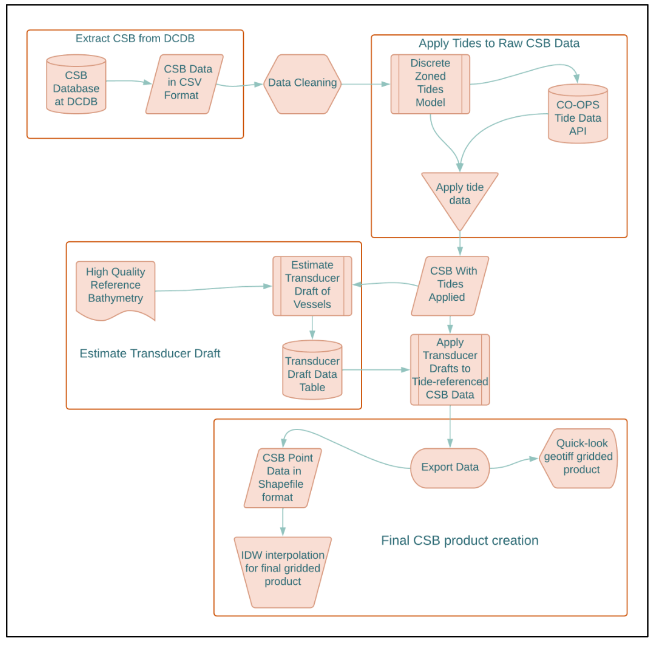 Extract CSB from DCDB
CSB
Database
at DCDB
CSB Data
in CSV
Format
Data Cleaning
Apply Tides to Raw CSB Data
Discrete
Zoned
Tides
Model
CO-OPS
Tide Data
API
Apply tide
data
High Quality
Reference
Bathymetry
Estimate
Transducer
Draft of
Vessels
CSB With
Tides
Applied
Estimate Transducer Draft
Transducer
Draft Data
Table
Apply
Transducer
Drafts to
Tide-referenced
CSB Data
CSB Point
Data in
Shapefile
format
Export Data
Quick-look
geotiff gridded
product
IDW interpolation
for final gridded
product
Final CSB product creation